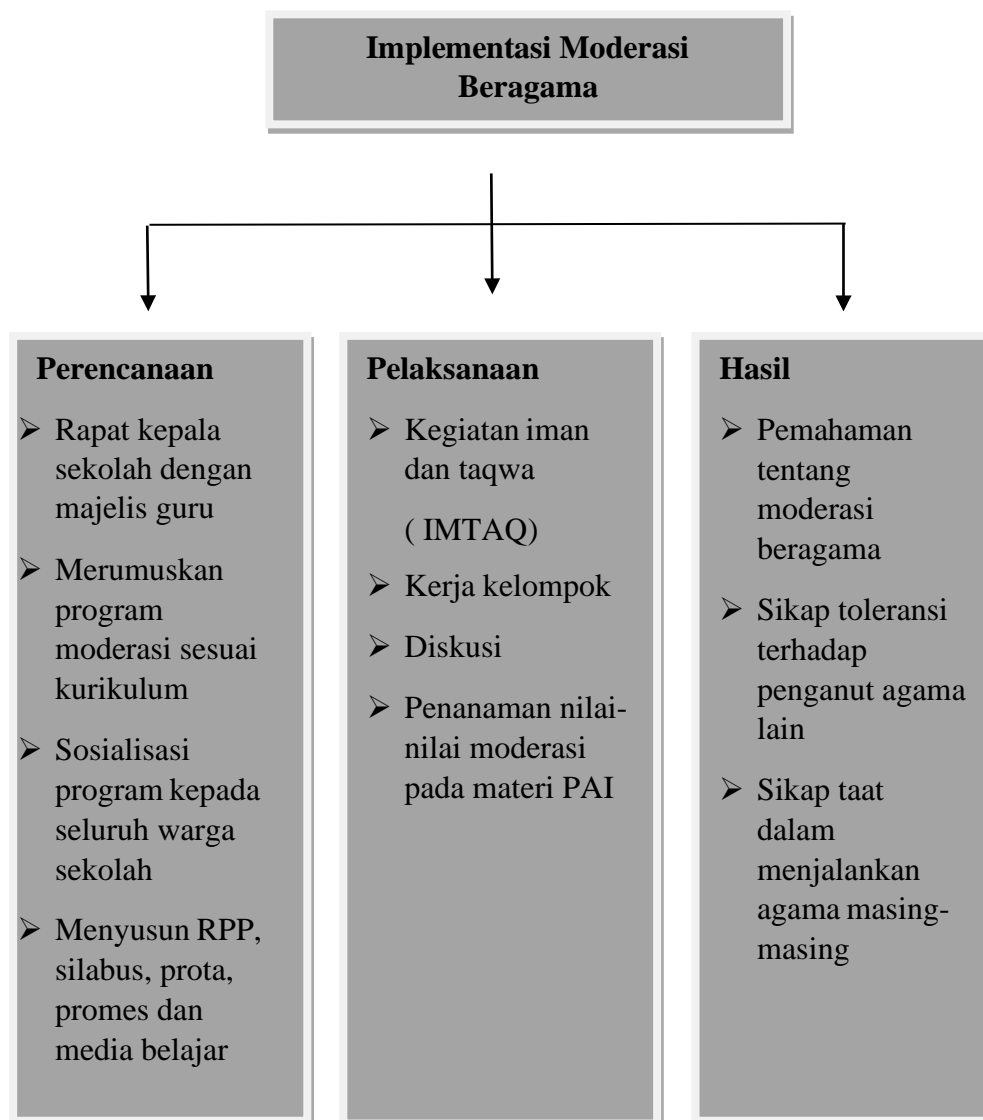 Implementasi Moderasi
Beragama
Perencanaan
➢ Rapat kepala
sekolah dengan
majelis guru
➢ Merumuskan
program
moderasi sesuai
kurikulum
➢ Sosialisasi
program kepada
seluruh warga
sekolah
➢ Menyusun RPP,
silabus, prota,
promes dan
media belajar
Pelaksanaan
➢ Kegiatan iman
dan taqwa
( IMTAQ)
➢ Kerja kelompok
➢ Diskusi
➢ Penanaman nilai-
nilai moderasi
pada materi PAI
Hasil
➢ Pemahaman
tentang
moderasi
beragama
➢ Sikap toleransi
terhadap
penganut agama
lain
➢ Sikap taat
dalam
menjalankan
agama masing-
masing